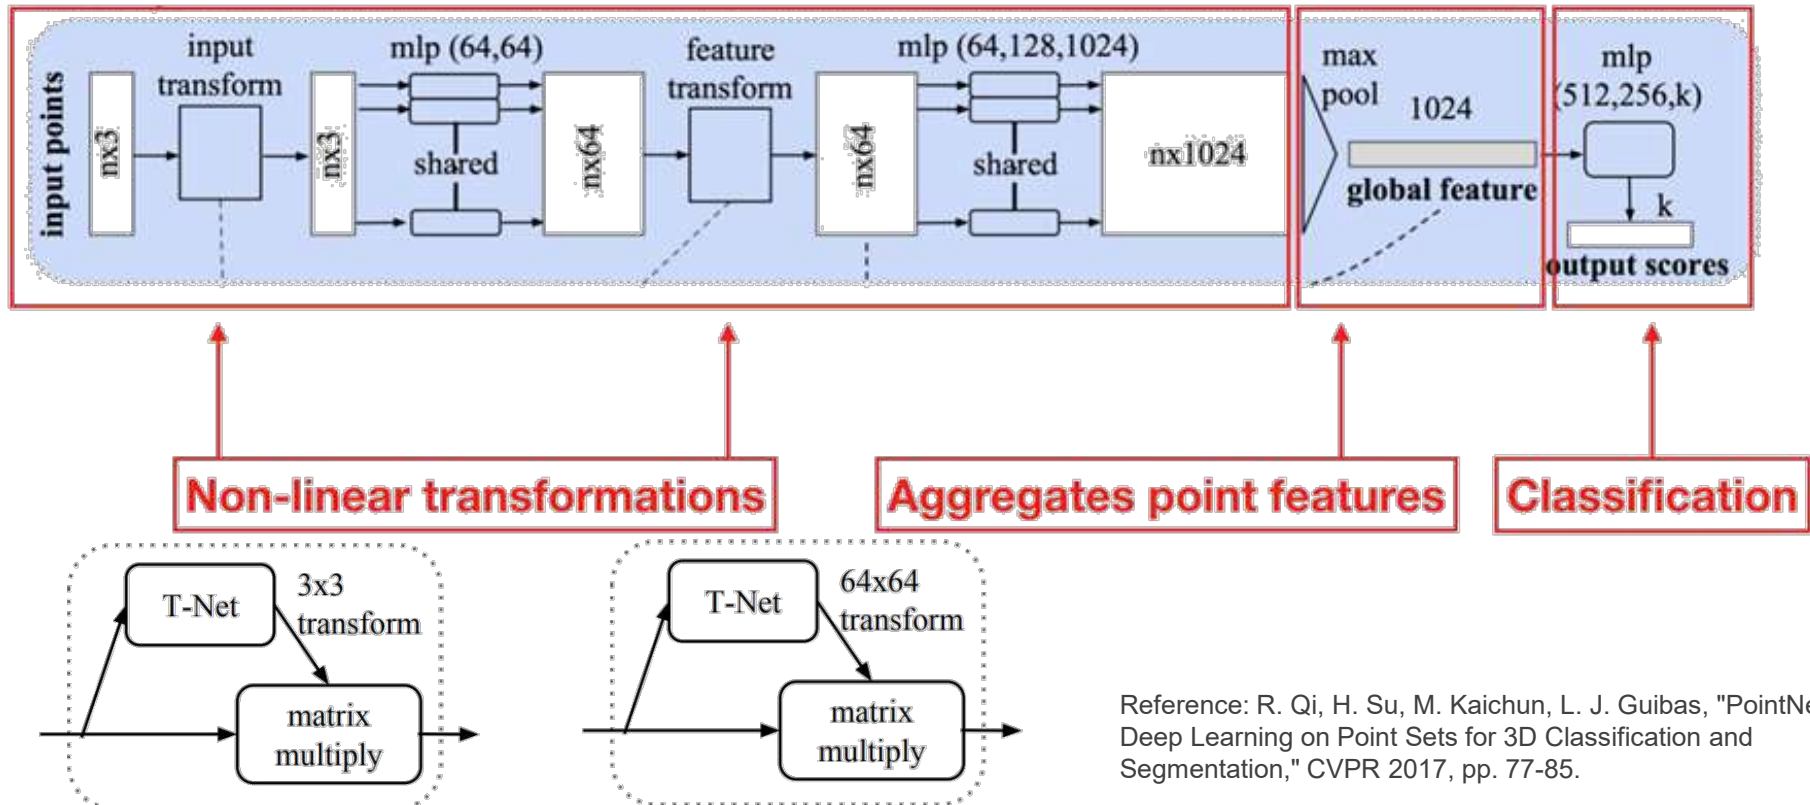 input points
nx3
input
transform
nx3
mlp (64,64)
shared
nx64
feature
transform
nx64
mlp (64,128,1024)
shared
nx1024
max
pool
1024
global feature
mlp
(512,256,k)
k
output scores
Non-linear transformations
Aggregates point features
Classification
T-Net
3x3
transform
matrix
multiply
T-Net
64x64
transform
matrix
multiply
Reference: R. Qi, H. Su, M. Kaichun, L. J. Guibas, "PointNe
Deep Learning on Point Sets for 3D Classification and
Segmentation," CVPR 2017, pp. 77-85.